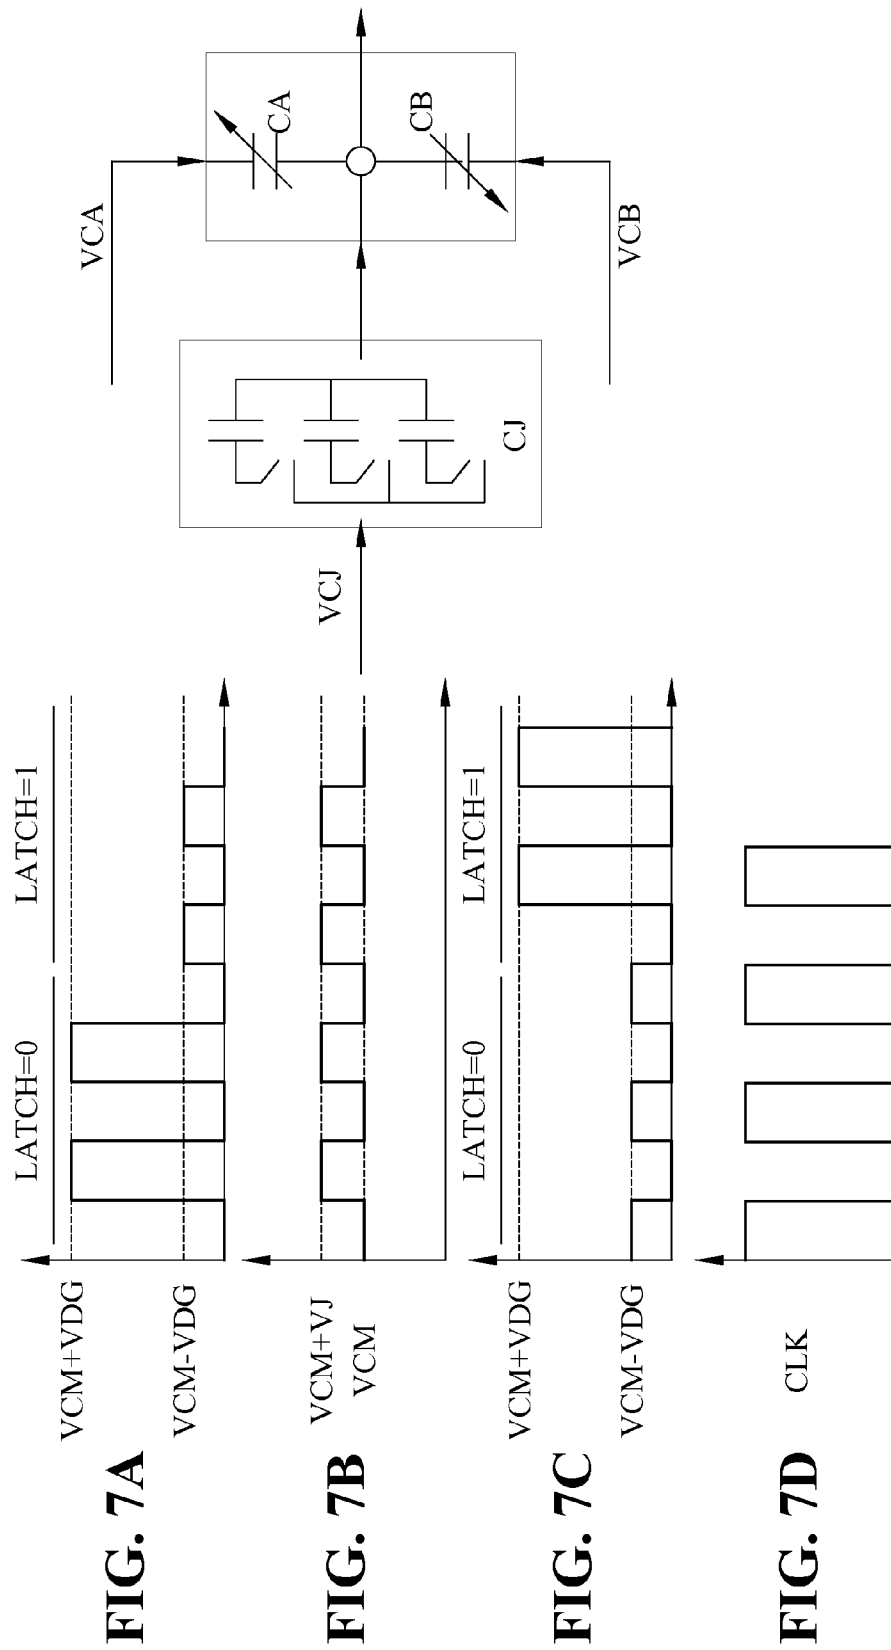 FIG. 7A
VCM+VDG
VCM-VDG
LATCH=0
LATCH=1
VCA
CA
FIG. 7B
VCM+VJ
VCM
VCJ
CJ
CB
VCB
FIG. 7C
VCM+VDG
VCM-VDG
LATCH=0
LATCH=1
FIG. 7D
CLK